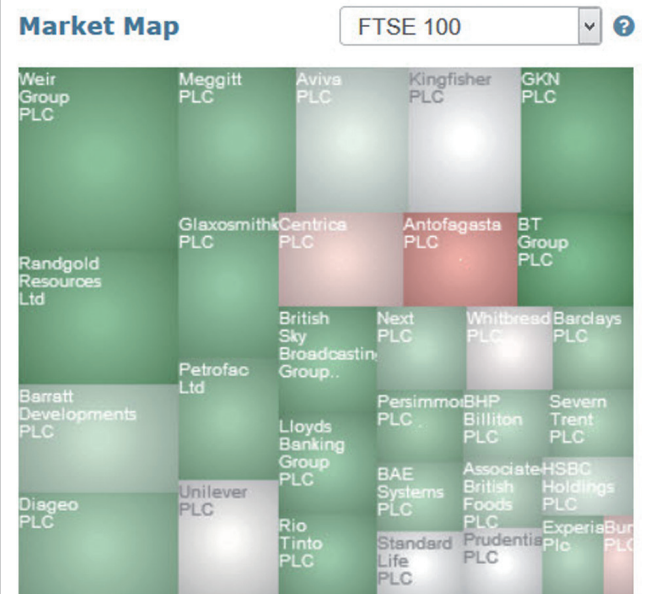 Market Map
FTSE 100
?
Weir
Group
PLC
Meggitt
PLC
Aviva
PLC
Kingfisher
PLC
GKN
PLC
Glaxosmithk
PLC
Centrica
PLC
Antofagasta
PLC
BT
Group
PLC
Randgold
Resources
Ltd
British
Sky
Broadcasting
Group..
Next
PLC
Whitbread
PLC
Barclays
PLC
Petrofac
Ltd
Barratt
Developments
PLC
Persimmon
PLC .
BHP
Billiton
PLC
Severn
Trent
PLC
Lloyds
Banking
Group
PLC
BAE
Systems
PLC
Associate
British
Foods
PLC
HSBC
Holdings
PLC
Unilever
PLC
Diageo
PLC
Rio
Tinto
PLC
Standard
Life
PLC
Prudentia
PLC
Experia
Plc
Bur
PLC